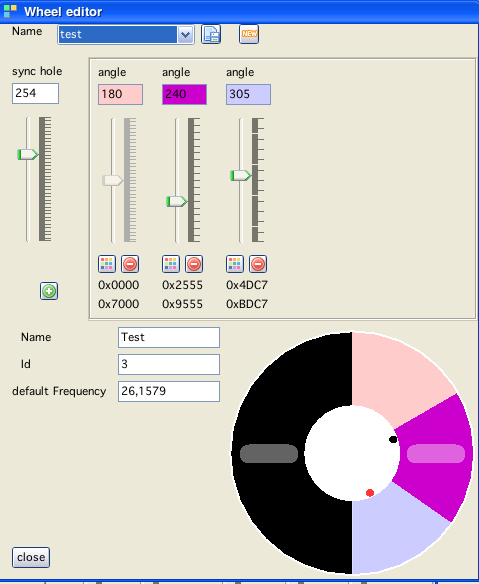 Wheel editor
Name test NEW
sync hole angle angle angle
254 180 240 305
0x0000 0x2555 0x4DC7
0x7000 0x9555 0xBDC7
Name Test
Id 3
default Frequency 26,1579
close